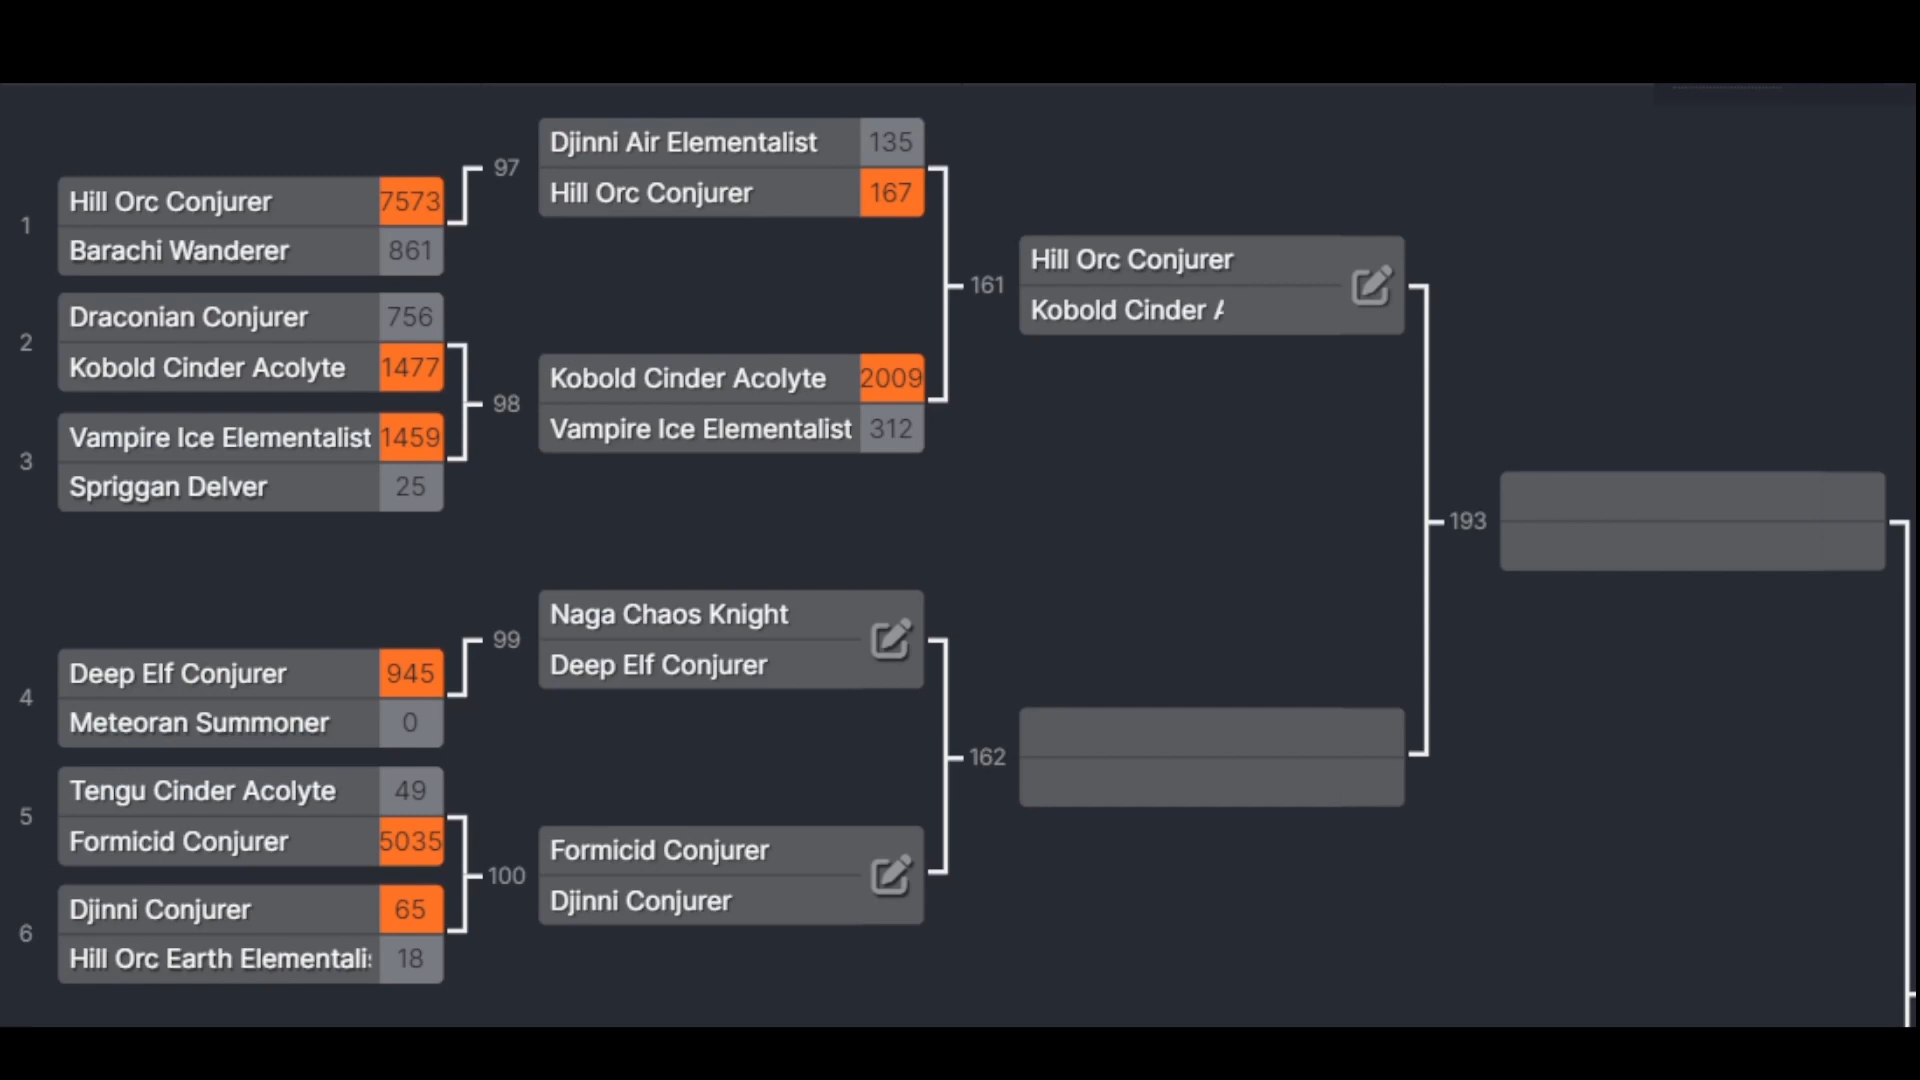 1
Hill Orc Conjurer 7573
Barachi Wanderer 861
2
Draconian Conjurer 756
Kobold Cinder Acolyte 1477
3
Vampire Ice Elementalist 1459
Spriggan Delver 25
4
Deep Elf Conjurer 945
Meteoran Summoner 0
5
Tengu Cinder Acolyte 49
Formicid Conjurer 5035
6
Djinni Conjurer 65
Hill Orc Earth Elementalis 18
97
Djinni Air Elementalist 135
Hill Orc Conjurer 167
98
Kobold Cinder Acolyte 2009
Vampire Ice Elementalist 312
99
Naga Chaos Knight
Deep Elf Conjurer
100
Formicid Conjurer
Djinni Conjurer
161
Hill Orc Conjurer
Kobold Cinder A
162
193